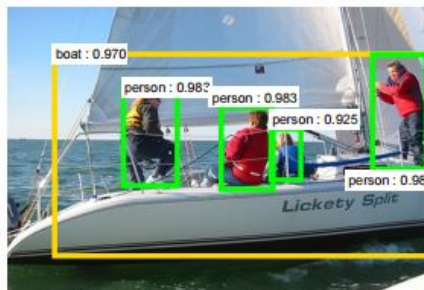 boat : 0.970
person : 0.983
person : 0.983
person : 0.925
person : 0.98
Lickety Split